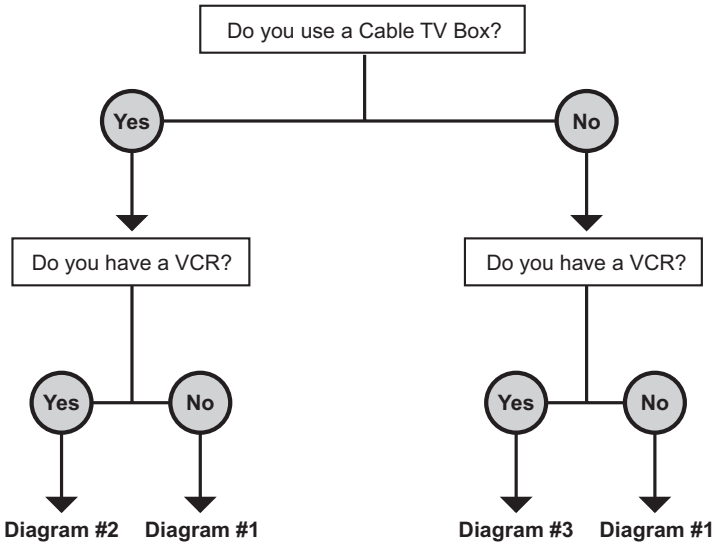 Do you use a Cable TV Box?
Yes
No
Do you have a VCR?
Do you have a VCR?
Yes
No
Yes
No
Diagram #2
Diagram #1
Diagram #3
Diagram #1